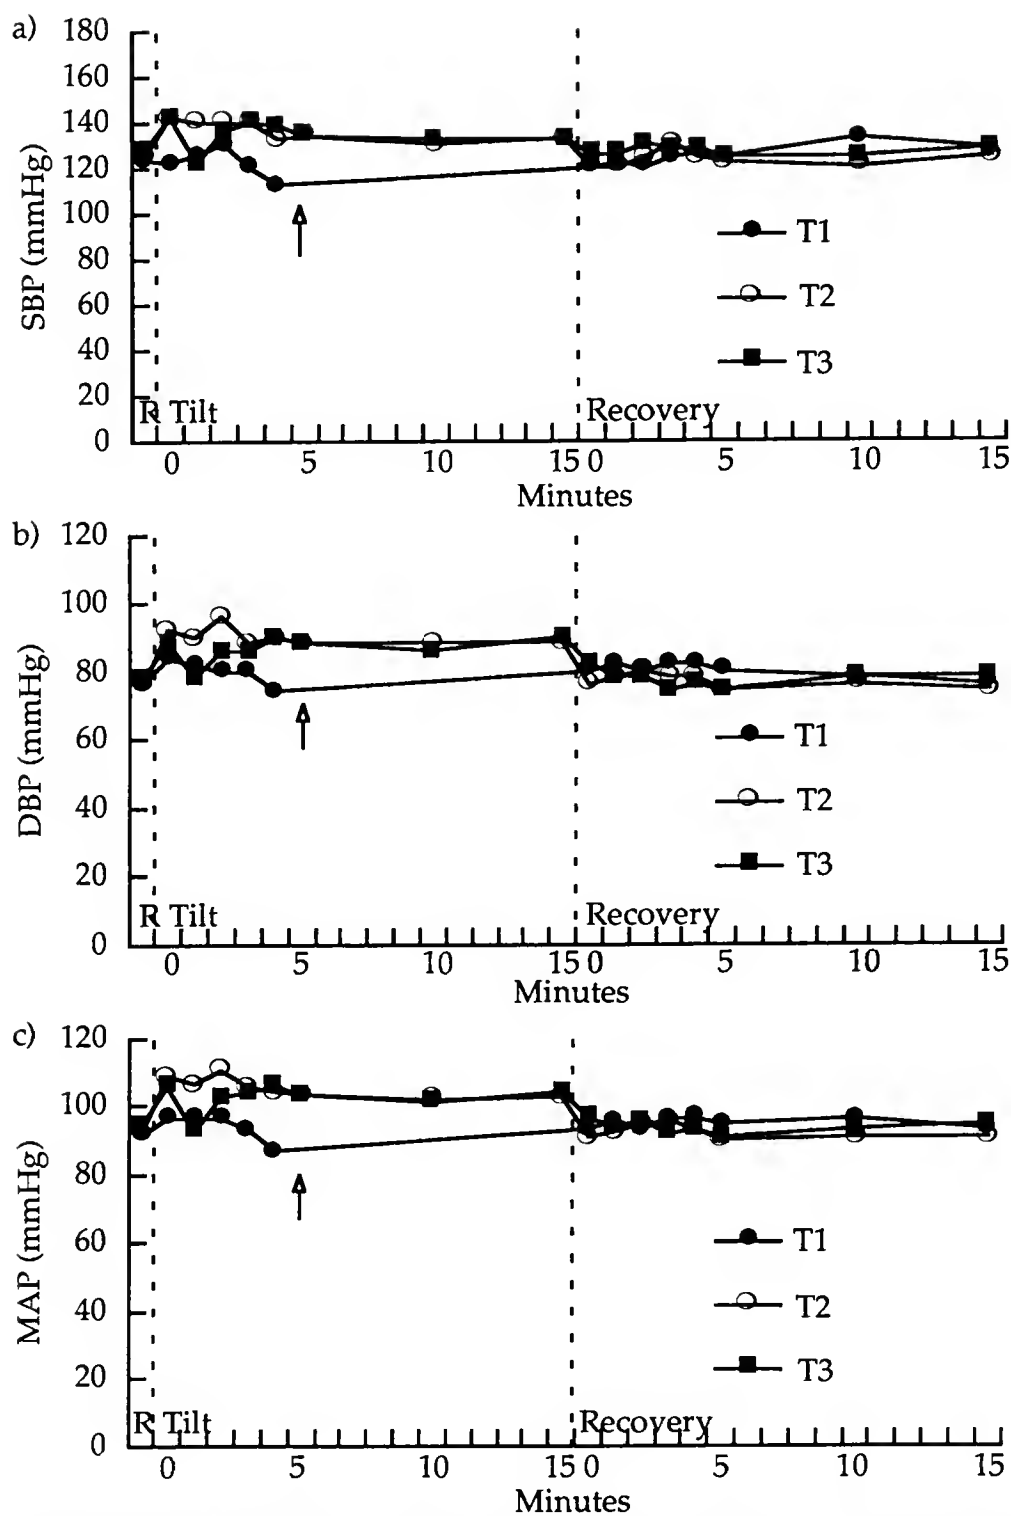 a)
SBP (mmHg)
180
160
140
120
100
80
60
40
20
0
T1
T2
T3
R Tilt
Recovery
0 5 10 15 0 5 10 15
Minutes
b)
DBP (mmHg)
120
100
80
60
40
20
0
T1
T2
T3
R Tilt
Recovery
0 5 10 15 0 5 10 15
Minutes
c)
MAP (mmHg)
120
100
80
60
40
20
0
T1
T2
T3
R Tilt
Recovery
0 5 10 15 0 5 10 15
Minutes